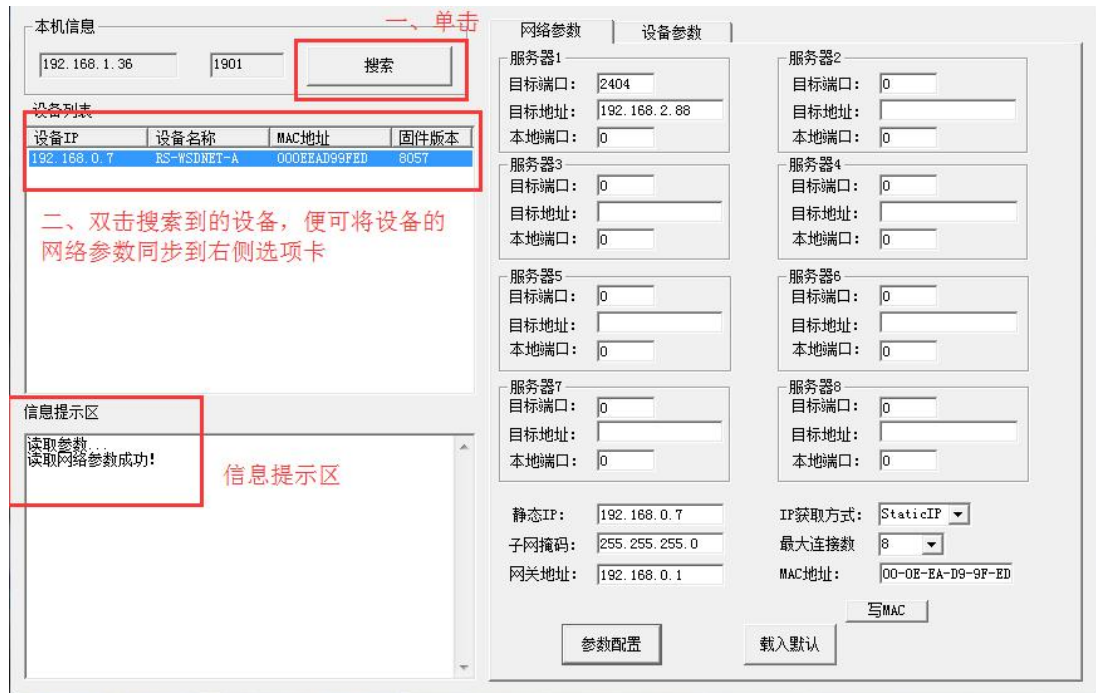 本机信息
一、单击
192.168.1.36
1901
搜索
设备列表
设备IP 设备名称 MAC地址 固件版本
192.168.0.7 RS-WSDNET-A 000EEAD99FED 8057
二、双击搜索到的设备，便可将设备的
网络参数同步到右侧选项卡
信息提示区
读取参数...
读取网络参数成功!
信息提示区
网络参数 设备参数
服务器1
目标端口: 2404
目标地址: 192.168.2.88
本地端口: 0
服务器2
目标端口: 0
目标地址:
本地端口: 0
服务器3
目标端口: 0
目标地址:
本地端口: 0
服务器4
目标端口: 0
目标地址:
本地端口: 0
服务器5
目标端口: 0
目标地址:
本地端口: 0
服务器6
目标端口: 0
目标地址:
本地端口: 0
服务器7
目标端口: 0
目标地址:
本地端口: 0
服务器8
目标端口: 0
目标地址:
本地端口: 0
静态IP: 192.168.0.7
子网掩码: 255.255.255.0
网关地址: 192.168.0.1
IP获取方式: StaticIP
最大连接数 8
MAC地址: 00-0E-EA-D9-9F-ED
写MAC
参数配置
载入默认